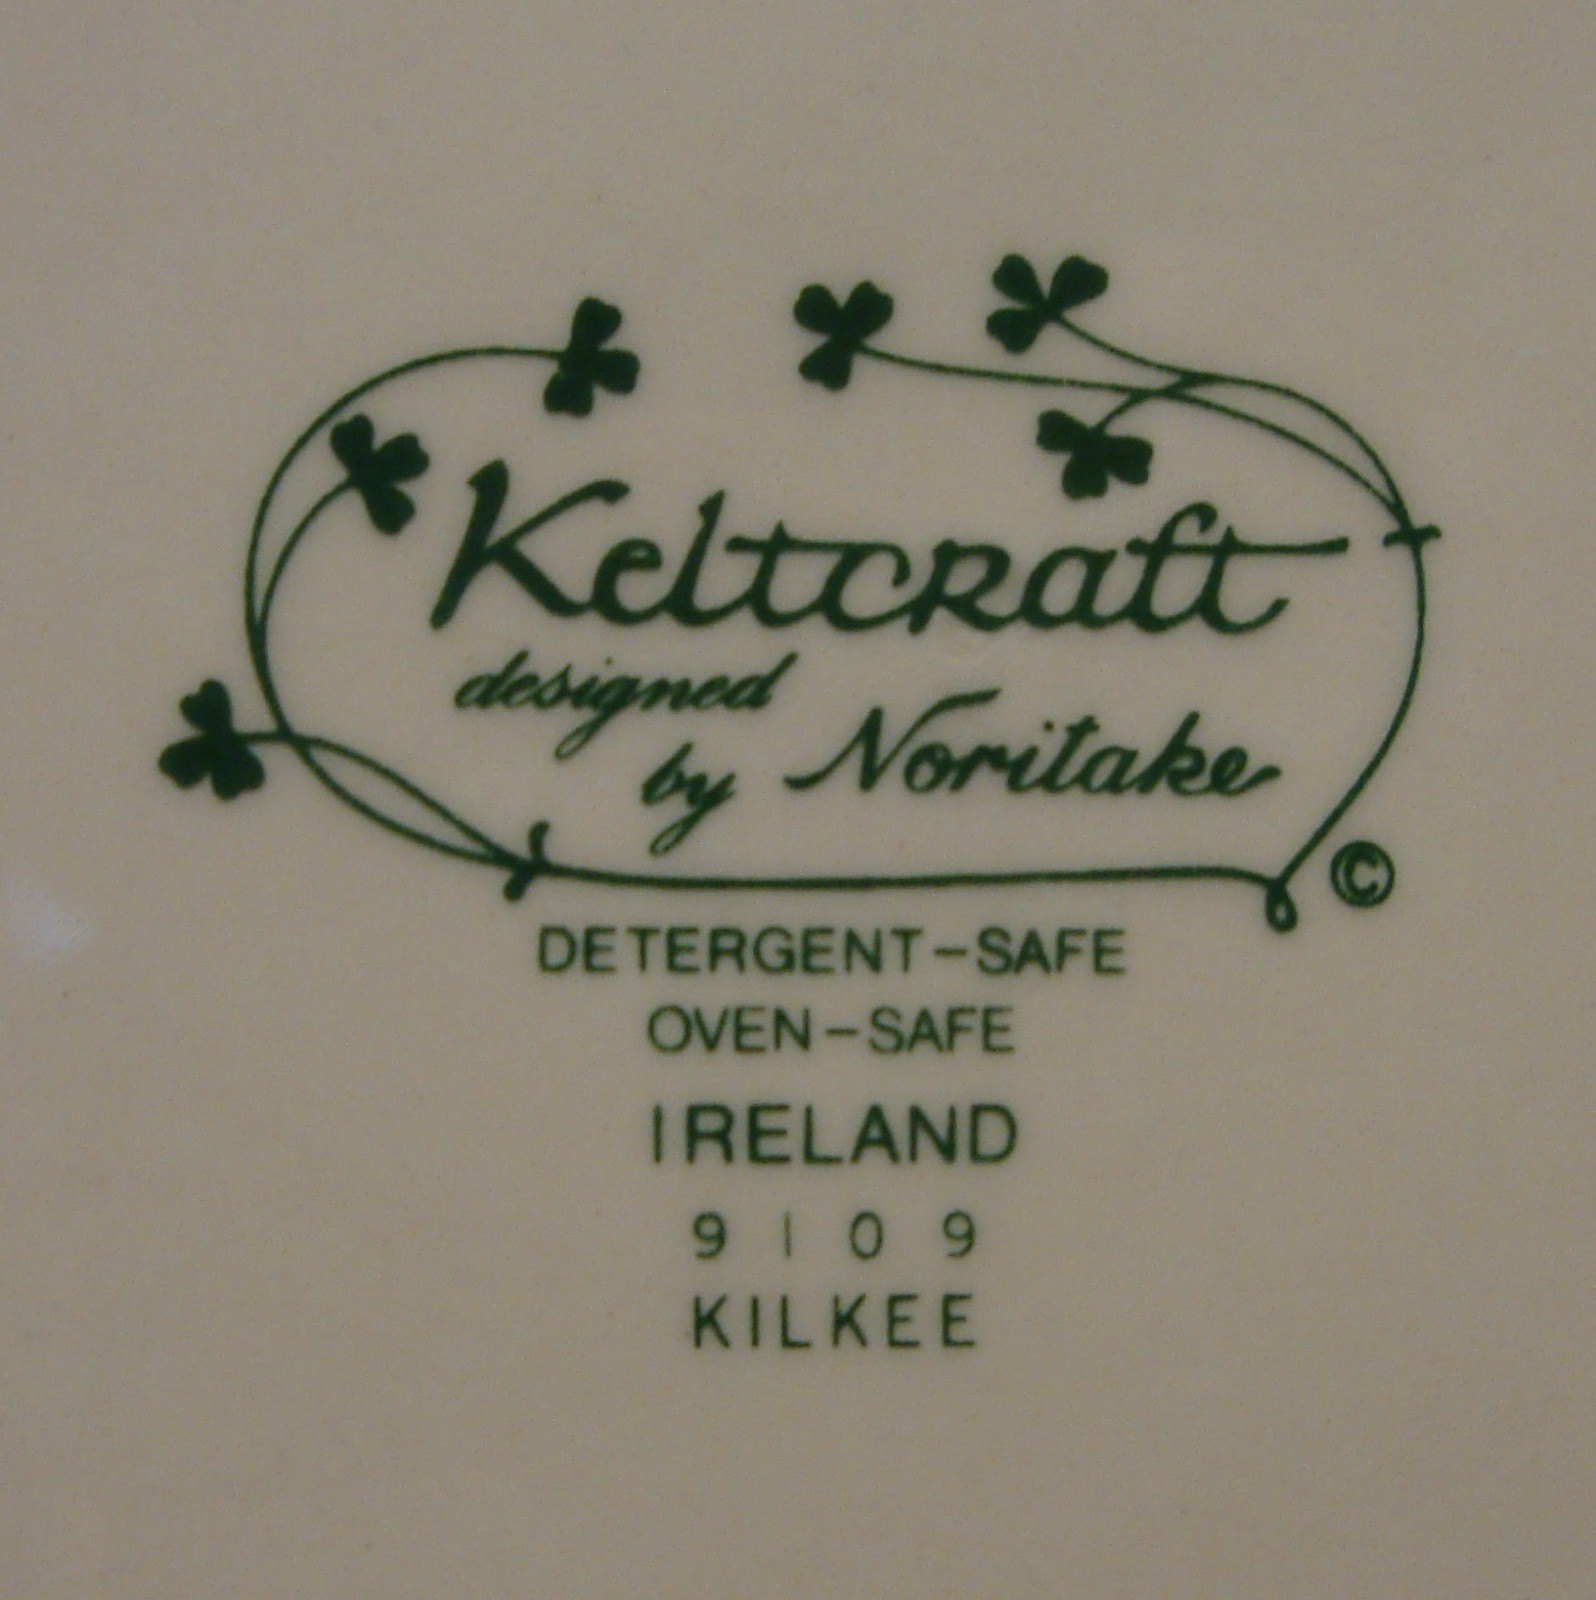 Keltcraft
designed
by Noritake
©
DETERGENT-SAFE
OVEN-SAFE
IRELAND
9109
KILKEE